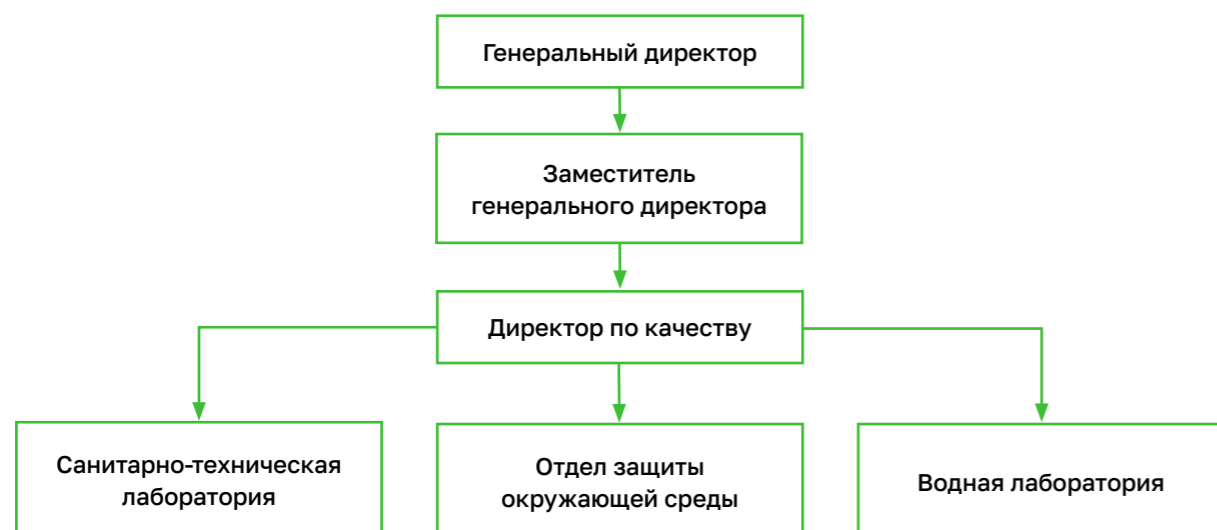 Генеральный директор
Заместитель
генерального директора
Директор по качеству
Санитарно-техническая
лаборатория
Отдел защиты
окружающей среды
Водная лаборатория